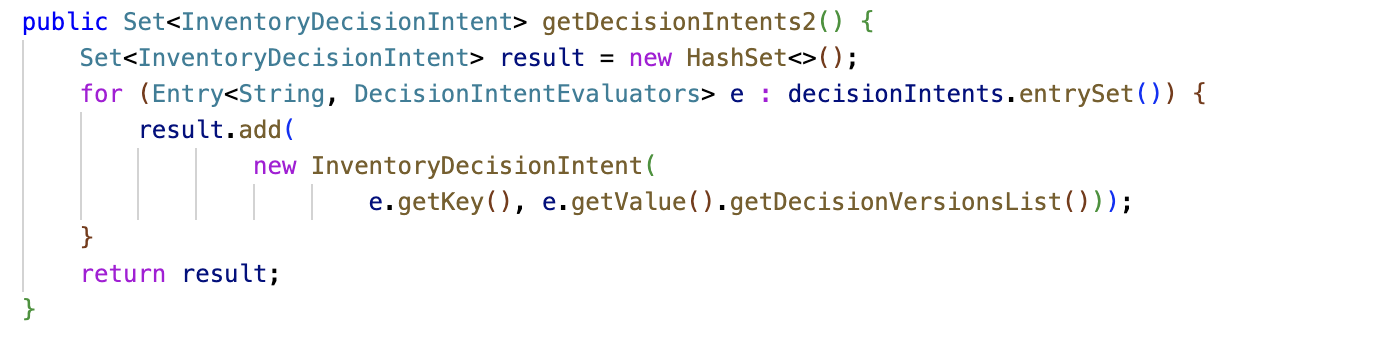 public Set<InventoryDecisionIntent> getDecisionIntents2() {
    Set<InventoryDecisionIntent> result = new HashSet<>();
    for (Entry<String, DecisionIntentEvaluators> e : decisionIntents.entrySet()) {
        result.add(
                new InventoryDecisionIntent(
                        e.getKey(), e.getValue().getDecisionVersionsList()));
    }
    return result;
}